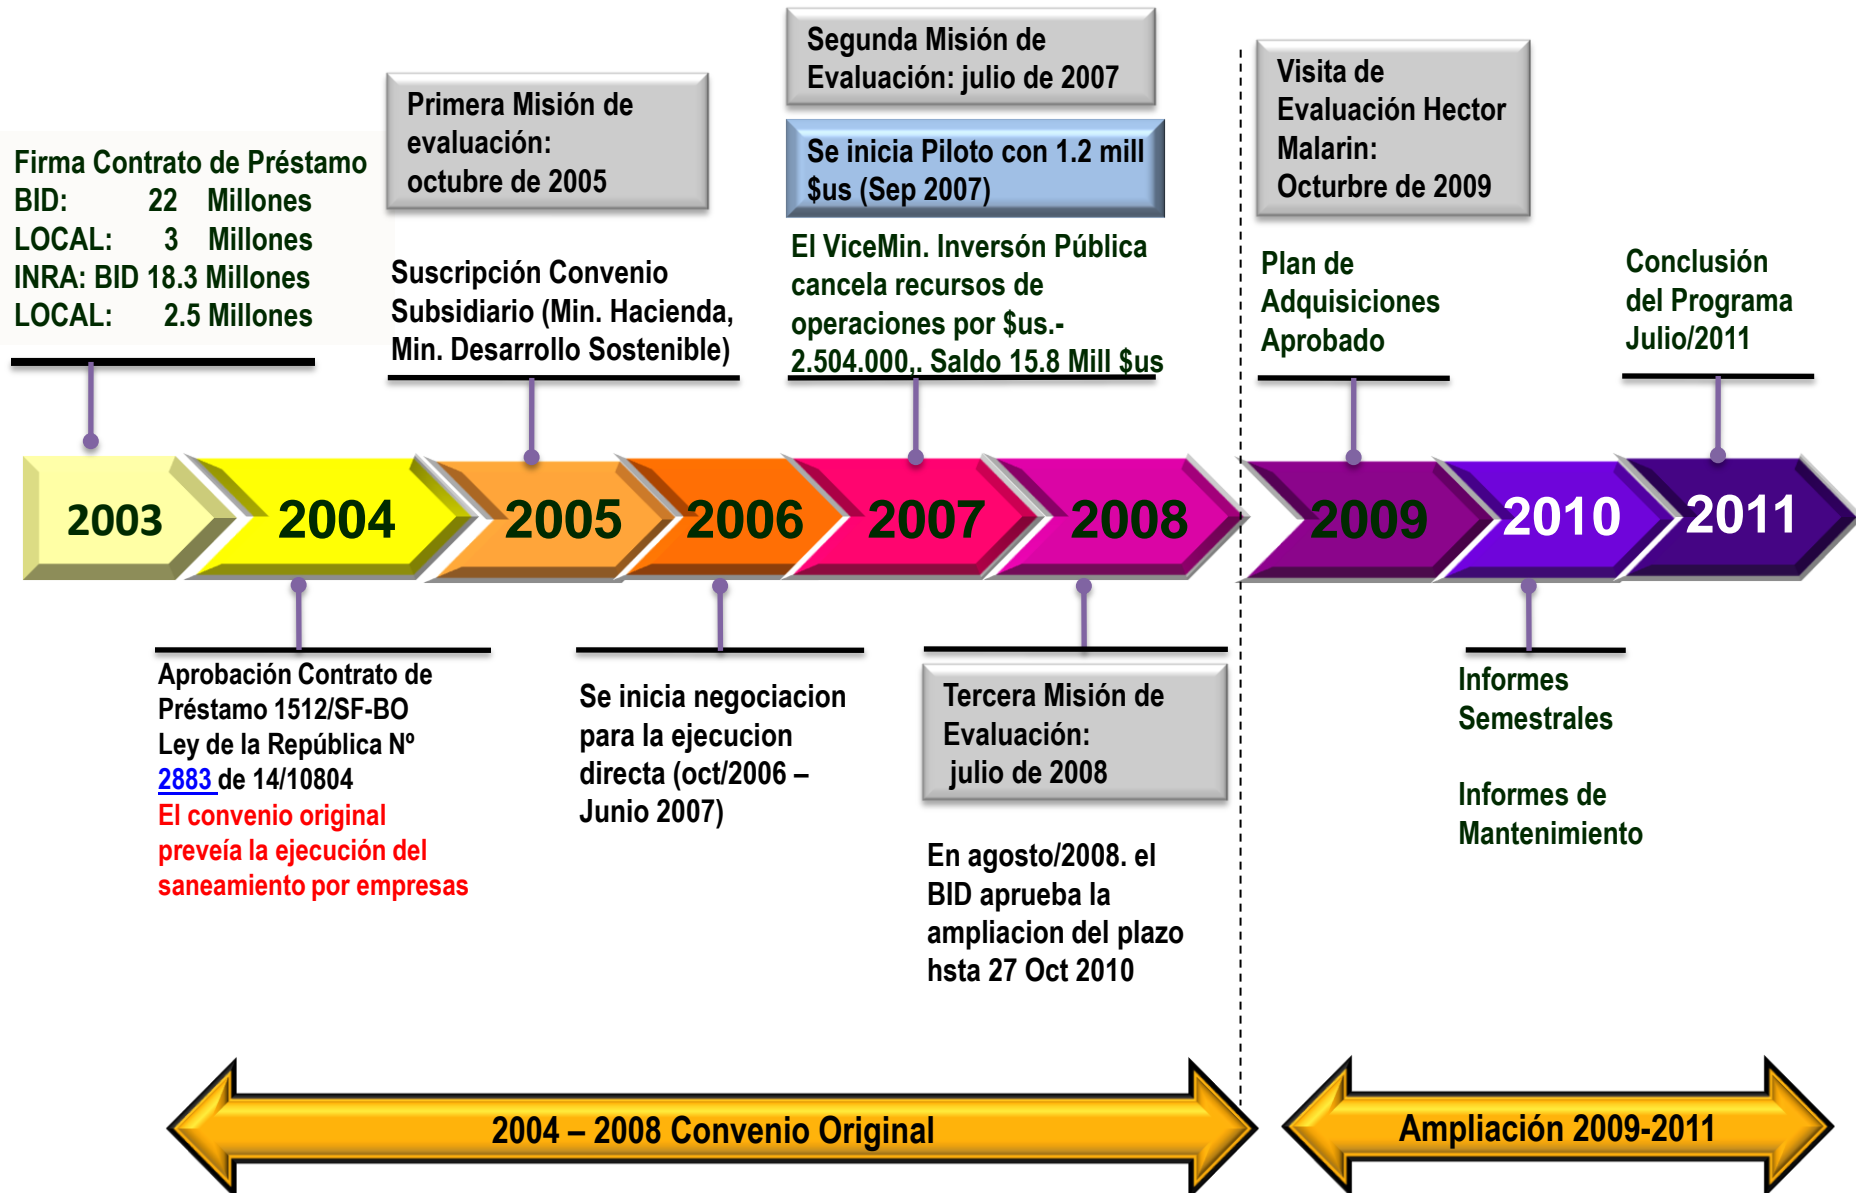 Firma Contrato de Préstamo
BID: 22 Millones
LOCAL: 3 Millones
INRA: BID 18.3 Millones
LOCAL: 2.5 Millones
Primera Misión de
evaluación:
octubre de 2005
Suscripción Convenio
Subsidiario (Min. Hacienda,
Min. Desarrollo Sostenible)
Segunda Misión de
Evaluación: julio de 2007
Se inicia Piloto con 1.2 mill
$us (Sep 2007)
El ViceMin. Inversón Pública
cancela recursos de
operaciones por $us.-
2.504.000,. Saldo 15.8 Mill $us
Visita de
Evaluación Hector
Malarin:
Octurbre de 2009
Plan de
Adquisiciones
Aprobado
Conclusión
del Programa
Julio/2011
2003
2004
2005
2006
2007
2008
2009
2010
2011
Aprobación Contrato de
Préstamo 1512/SF-BO
Ley de la República Nº
2883 de 14/10804
El convenio original
preveía la ejecución del
saneamiento por empresas
Se inicia negociacion
para la ejecucion
directa (oct/2006 –
Junio 2007)
Tercera Misión de
Evaluación:
julio de 2008
En agosto/2008. el
BID aprueba la
ampliacion del plazo
hsta 27 Oct 2010
Informes
Semestrales
Informes de
Mantenimiento
2004 – 2008 Convenio Original
Ampliación 2009-2011